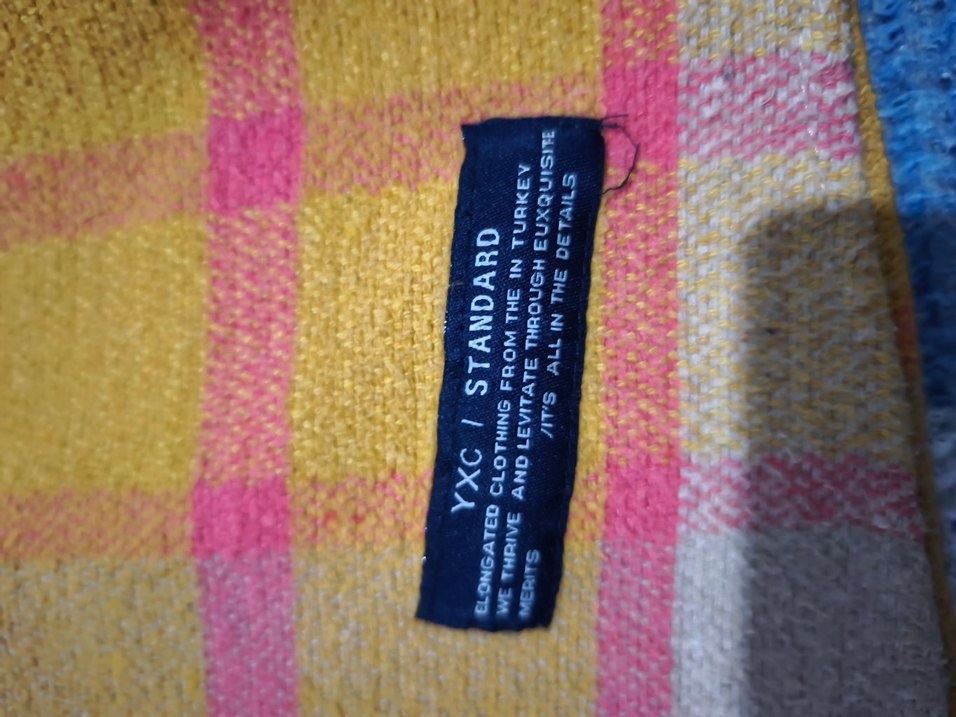 YXC / STANDARD
ELONGATED CLOTHING FROM THE IN TURKEY
WE THRIVE AND LEVITATE THROUGH EUXQUISITE
MERITS /IT'S ALL IN THE DETAILS